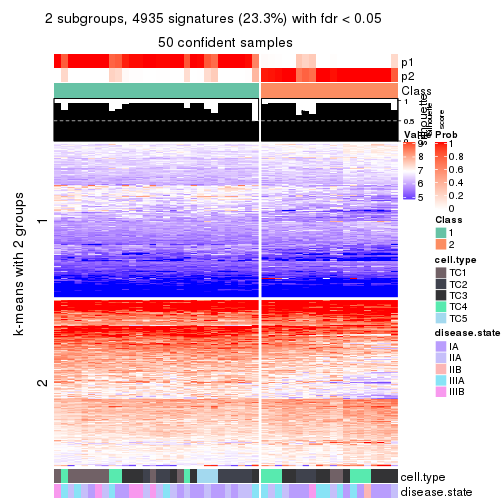 2 subgroups, 4935 signatures (23.3%) with fdr < 0.05
50 confident samples
p1
p2
Class
1
0.5
0
silhouette
score
Value
9
8
7
6
5
Prob
1
0.8
0.6
0.4
0.2
0
Class
1
2
cell.type
TC1
TC2
TC3
TC4
TC5
disease.state
IA
IIA
IIB
IIIA
IIIB
k-means with 2 groups
1
2
cell.type
disease.state